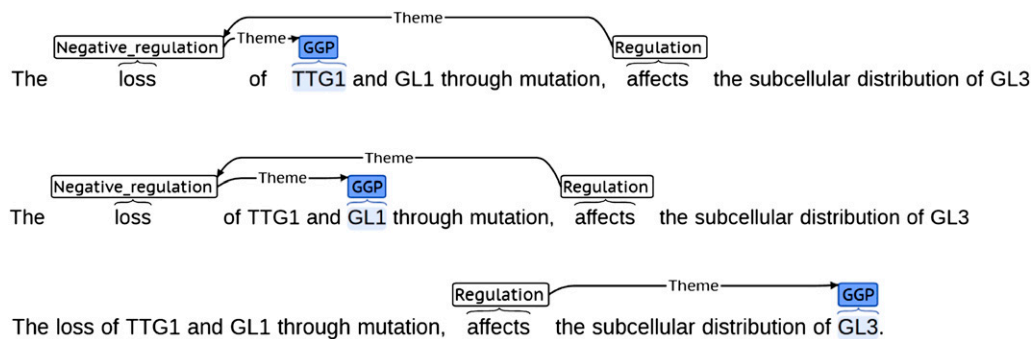 Theme
Negative_regulation Theme GGP Regulation
The loss of TTG1 and GL1 through mutation, affects the subcellular distribution of GL3
Theme
Negative_regulation Theme GGP Regulation
The loss of TTG1 and GL1 through mutation, affects the subcellular distribution of GL3
Regulation Theme GGP
The loss of TTG1 and GL1 through mutation, affects the subcellular distribution of GL3.